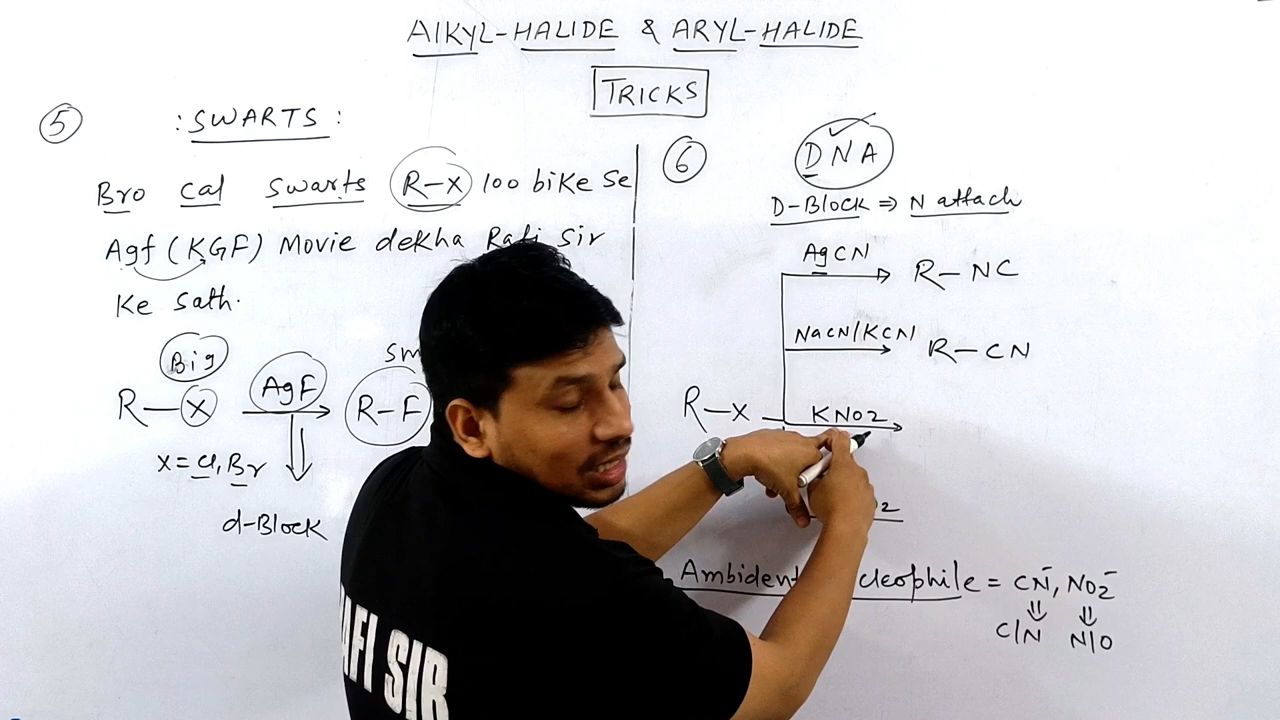 AlKyL-HALIDE & ARYL-HALIDE
TRICKS
5
: SWARTS :
Bro cal Swarts R-X 100 bike Se
Agf (KGF) Movie dekha Rafi Sir
Ke Sath.
Big
R-X AgF R-F
X = Cl, Br
d-Block
6
DNA
D-Block ⇒ N attach
AgCN R-NC
NaCN/KCN R-CN
R-X KNO2
Ambident = CN⁻, NO2⁻
C/N N/O
SIR